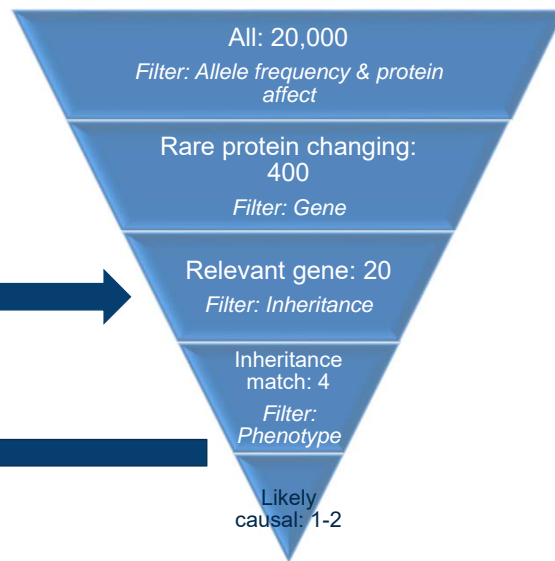 All: 20,000
Filter: Allele frequency & protein
affect
Rare protein changing:
400
Filter: Gene
Relevant gene: 20
Filter: Inheritance
Inheritance
match: 4
Filter:
Phenotype
Likely
causal: 1-2